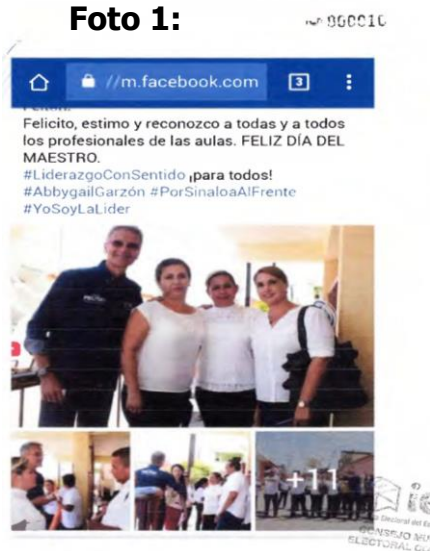 Foto 1:
//m.facebook.com
3
Felicito, estimo y reconozco a todas y a todos
los profesionales de las aulas. FELIZ DÍA DEL
MAESTRO.
#LiderazgoConSentido ¡para todos!
#AbbygailGarzón #PorSinaloaAlFrente
#YoSoyLaLider
+11
CONSEJO
ELECTORAL